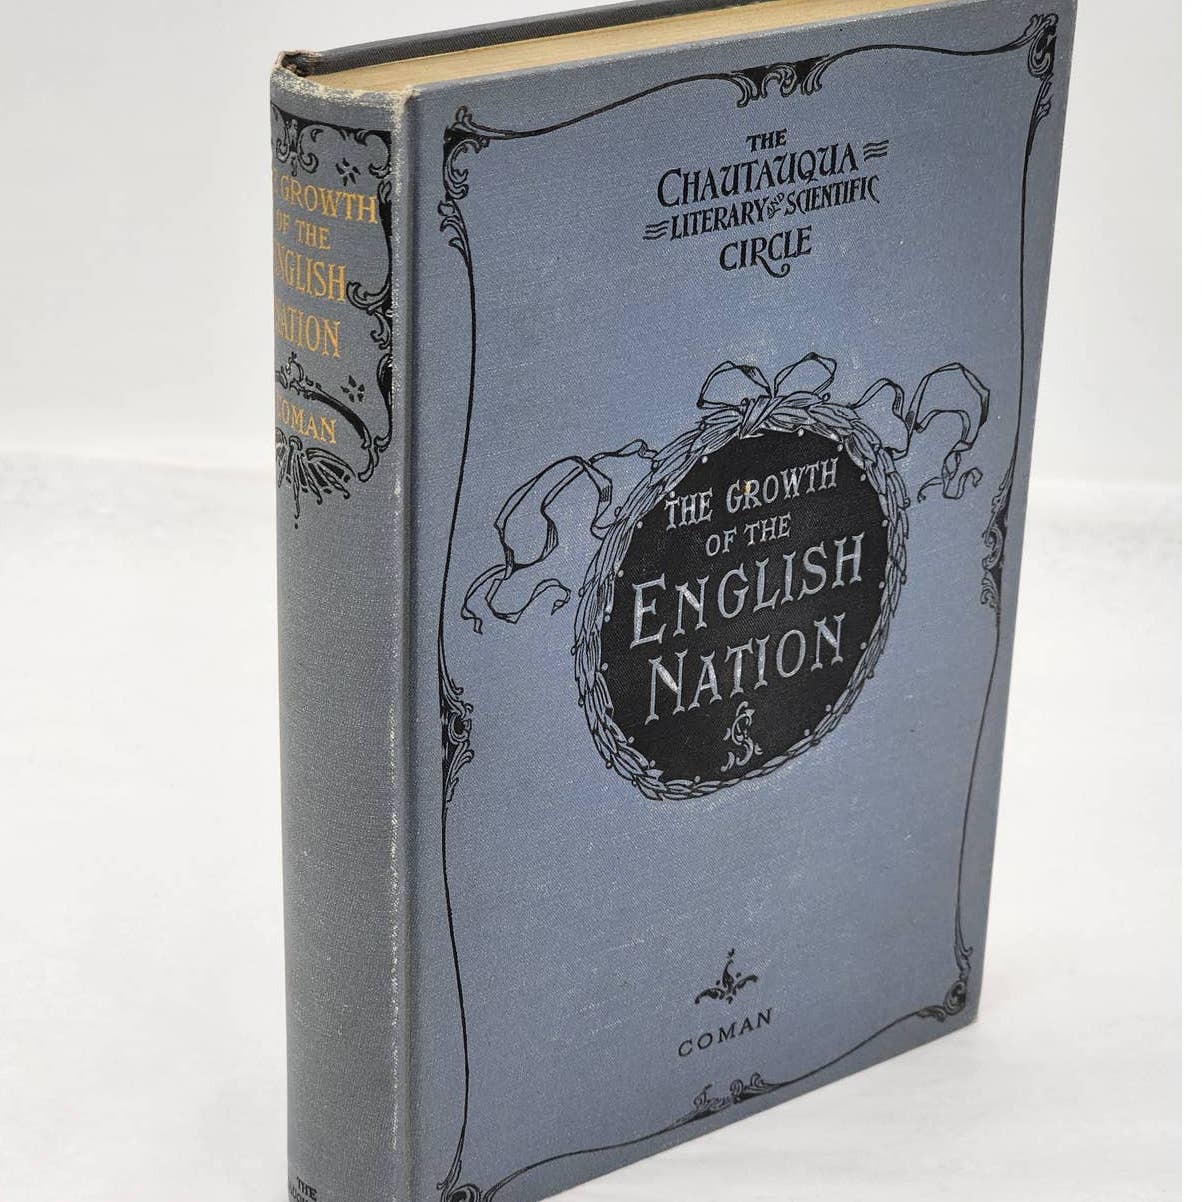 GROWTH
OF THE
ENGLISH
NATION
COMAN
THE
THE
CHAUTAUQUA
LITERARY & SCIENTIFIC
CIRCLE
THE GROWTH
OF THE
ENGLISH
NATION
COMAN